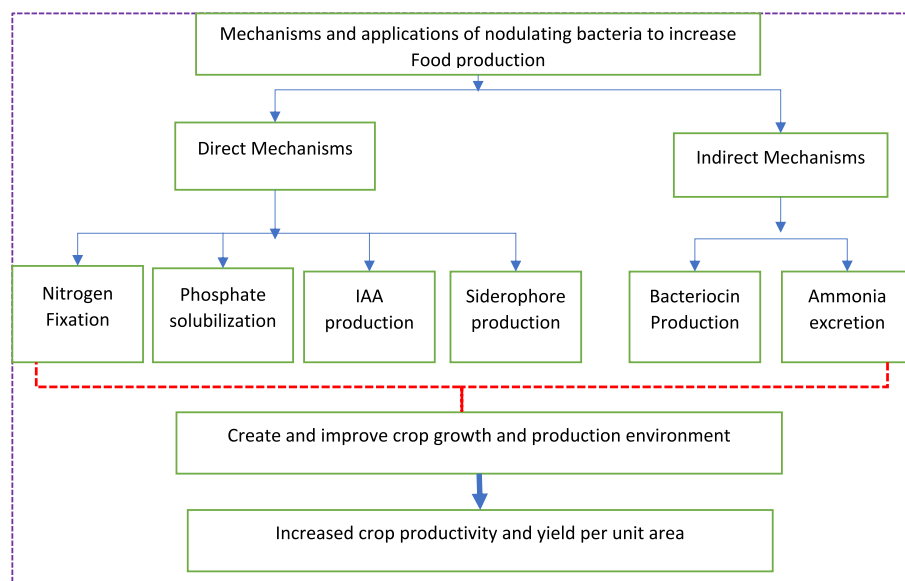 Mechanisms and applications of nodulating bacteria to increase
Food production
Direct Mechanisms
Indirect Mechanisms
Nitrogen
Fixation
Phosphate
solubilization
IAA
production
Siderophore
production
Bacteriocin
Production
Ammonia
excretion
Create and improve crop growth and production environment
Increased crop productivity and yield per unit area